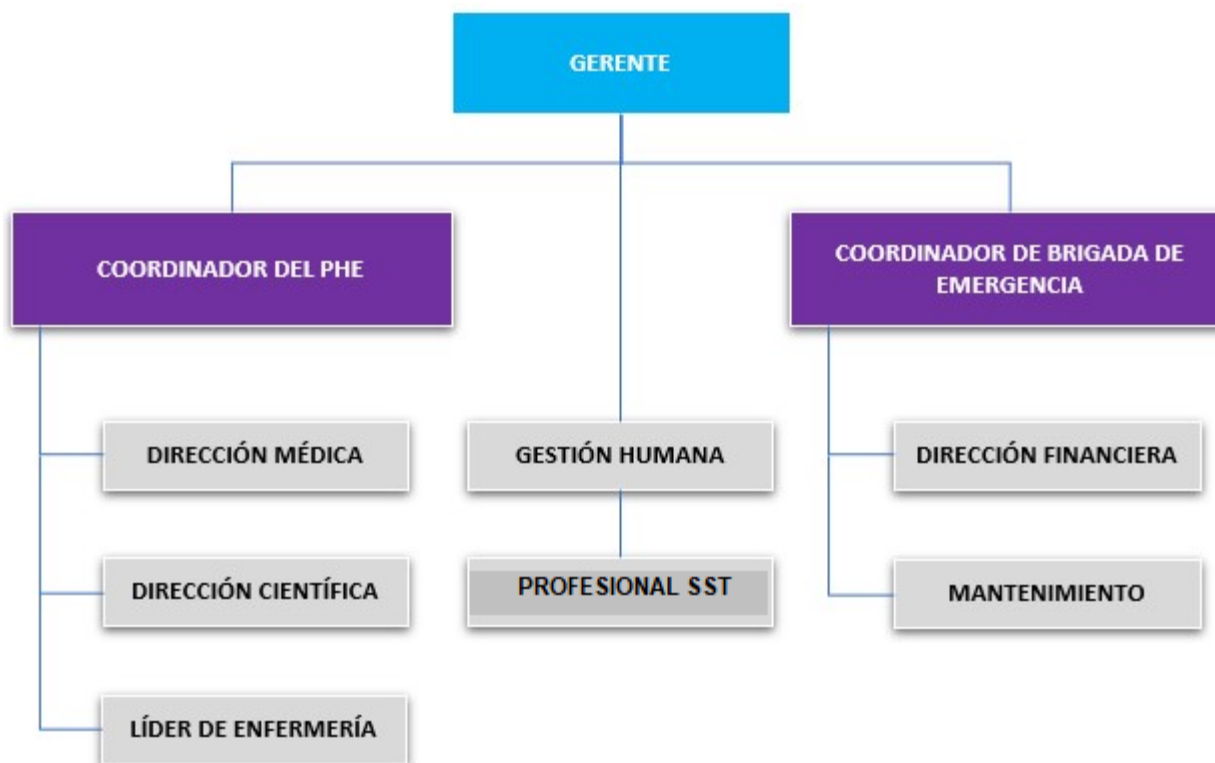 GERENTE
COORDINADOR DEL PHE
COORDINADOR DE BRIGADA DE
EMERGENCIA
DIRECCIÓN MÉDICA
GESTIÓN HUMANA
DIRECCIÓN FINANCIERA
DIRECCIÓN CIENTÍFICA
PROFESIONAL SST
MANTENIMIENTO
LÍDER DE ENFERMERÍA